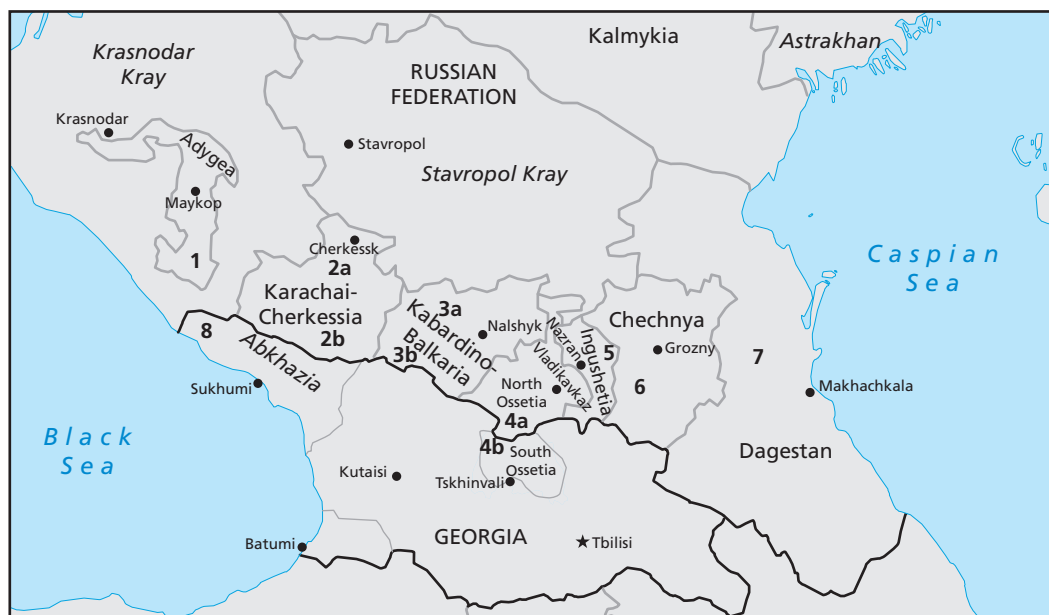 Kalmykia
Astrakhan
Krasnodar
Kray
RUSSIAN
FEDERATION
Krasnodar
Stavropol
Adygea
Stavropol Kray
Maykop
Cherkessk
1
2a
Caspian
Sea
Karachai-
Cherkessia
2b
3a
Kabardino-
Balkaria
3b
Nalshyk
Nazran
Ingushetia
5
Chechnya
Grozny
6
7
8
Abkhazia
Sukhumi
Vladikavkaz
North
Ossetia
4a
Makhachkala
Black
Sea
4b
South
Ossetia
Kutaisi
Tskhinvali
Dagestan
GEORGIA
Batumi
Tbilisi